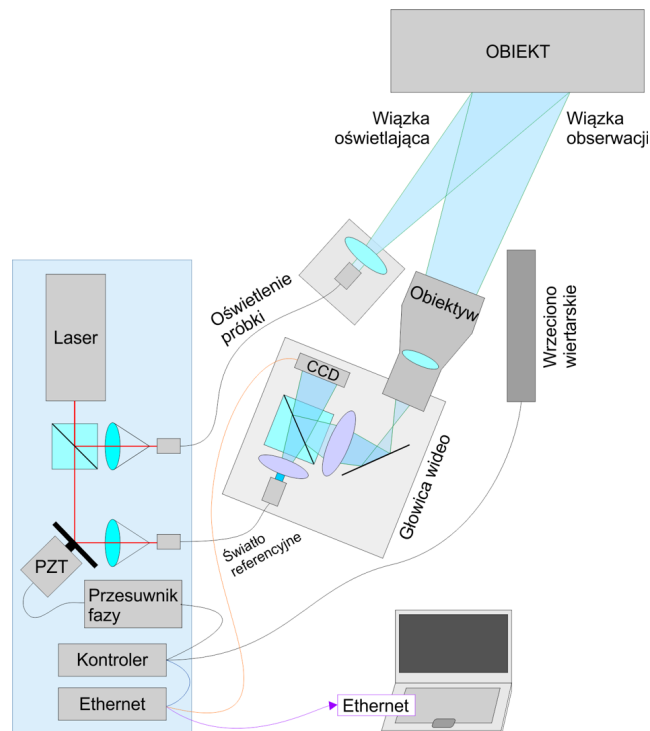 OBIEKT
Wiązka
oświetlająca
Wiązka
obserwacji
Oświetlenie
próbki
Obiektyw
Wrzeciono
wiertarskie
Laser
CCD
Głowica wideo
Światło
referencyjne
PZT
Przesuwnik
fazy
Kontroler
Ethernet
Ethernet